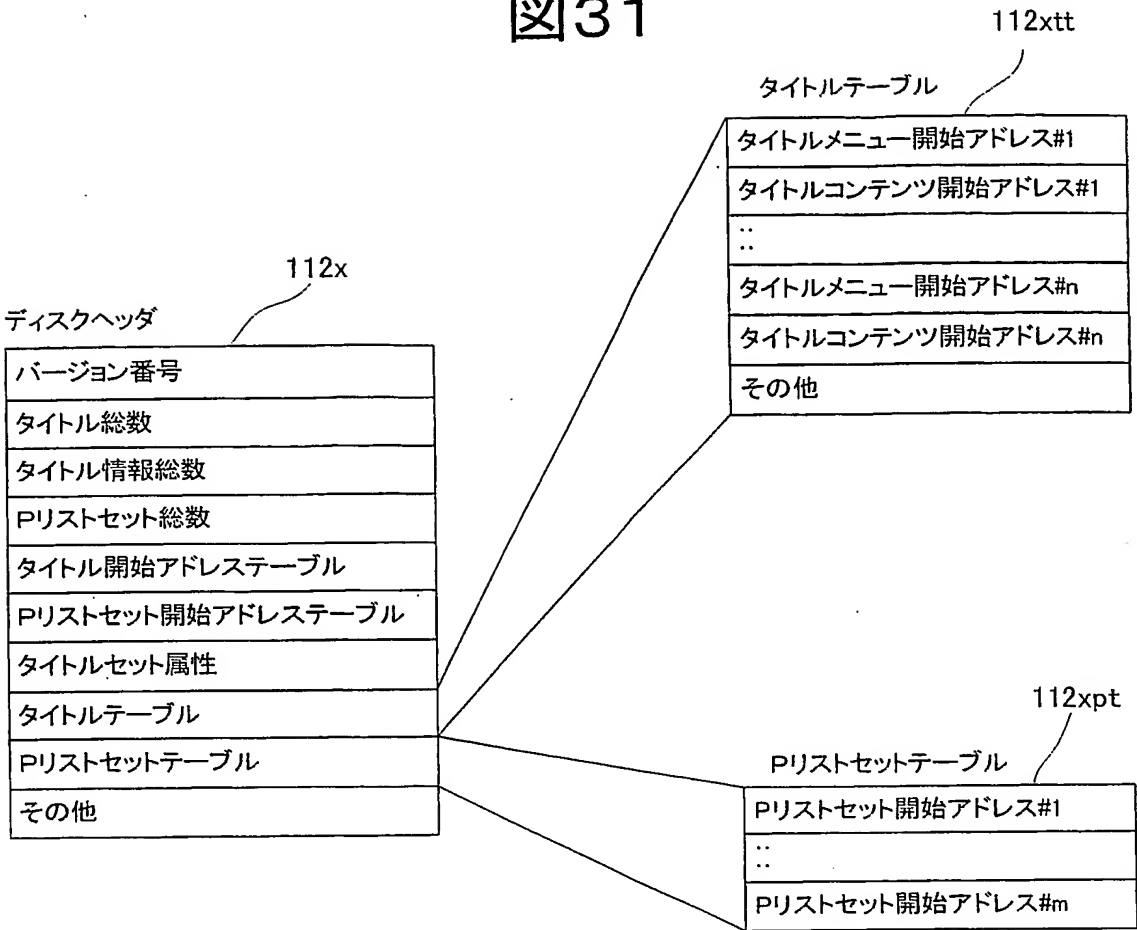 図31
112x
ディスクヘッダ
バージョン番号
タイトル総数
タイトル情報総数
Pリストセット総数
タイトル開始アドレステーブル
Pリストセット開始アドレステーブル
タイトルセット属性
タイトルテーブル
Pリストセットテーブル
その他
112xtt
タイトルテーブル
タイトルメニュー開始アドレス#1
タイトルコンテンツ開始アドレス#1
::
タイトルメニュー開始アドレス#n
タイトルコンテンツ開始アドレス#n
その他
112xpt
Pリストセットテーブル
Pリストセット開始アドレス#1
::
Pリストセット開始アドレス#m